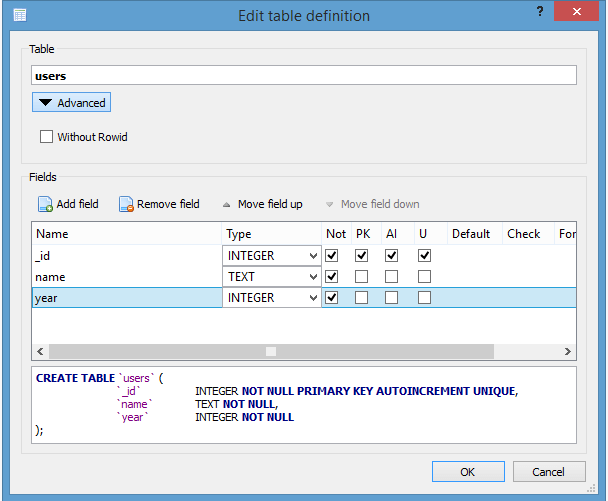 Edit table definition
?
Table
users
Advanced
Without Rowid
Fields
Add field Remove field Move field up Move field down
Name Type Not PK AI U Default Check For
_id INTEGER
name TEXT
year INTEGER
CREATE TABLE `users` (
`_id` INTEGER NOT NULL PRIMARY KEY AUTOINCREMENT UNIQUE,
`name` TEXT NOT NULL,
`year` INTEGER NOT NULL
);
OK Cancel